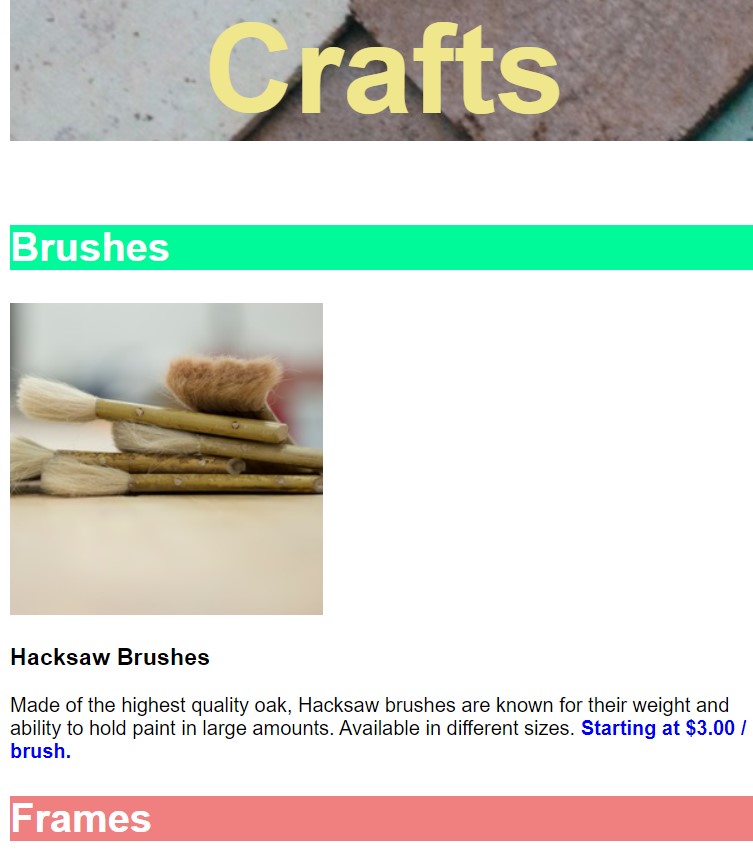 Crafts
Brushes
Hacksaw Brushes
Made of the highest quality oak, Hacksaw brushes are known for their weight and
ability to hold paint in large amounts. Available in different sizes. Starting at $3.00 /
brush.
Frames